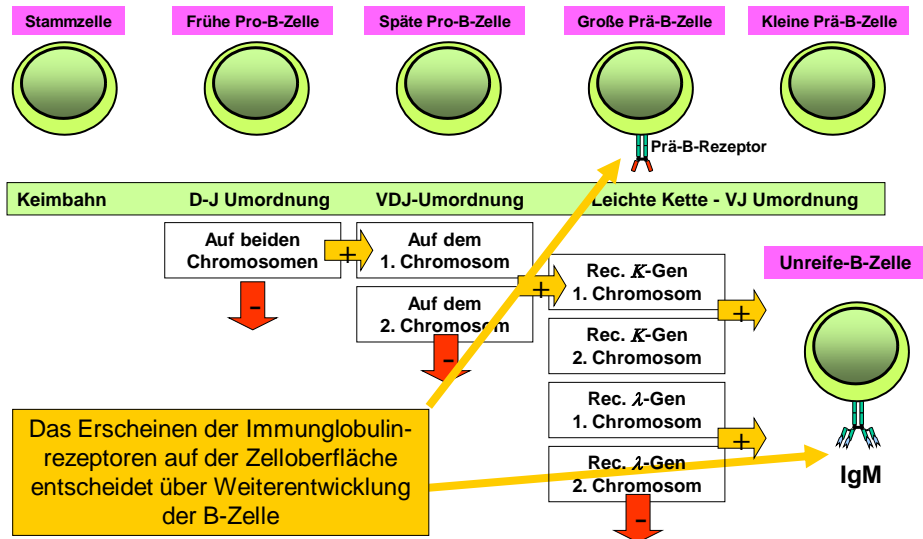 Stammzelle
Frühe Pro-B-Zelle
Späte Pro-B-Zelle
Große Prä-B-Zelle
Kleine Prä-B-Zelle
Prä-B-Rezeptor
Keimbahn
D-J Umordnung
VDJ-Umordnung
Leichte Kette - VJ Umordnung
Auf beiden
Chromosomen
+
-
Auf dem
1. Chromosom
+
Auf dem
2. Chromosom
-
Rec. K-Gen
1. Chromosom
+
Rec. K-Gen
2. Chromosom
Rec. λ-Gen
1. Chromosom
+
Rec. λ-Gen
2. Chromosom
-
Unreife-B-Zelle
IgM
Das Erscheinen der Immunglobulin-
rezeptoren auf der Zelloberfläche
entscheidet über Weiterentwicklung
der B-Zelle